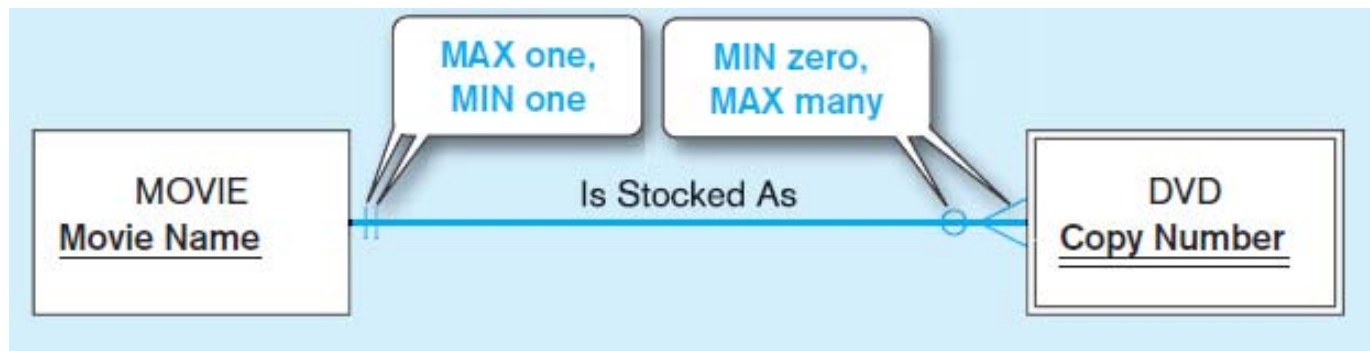 MAX one,
MIN one
MIN zero,
MAX many
MOVIE
Movie Name
Is Stocked As
DVD
Copy Number